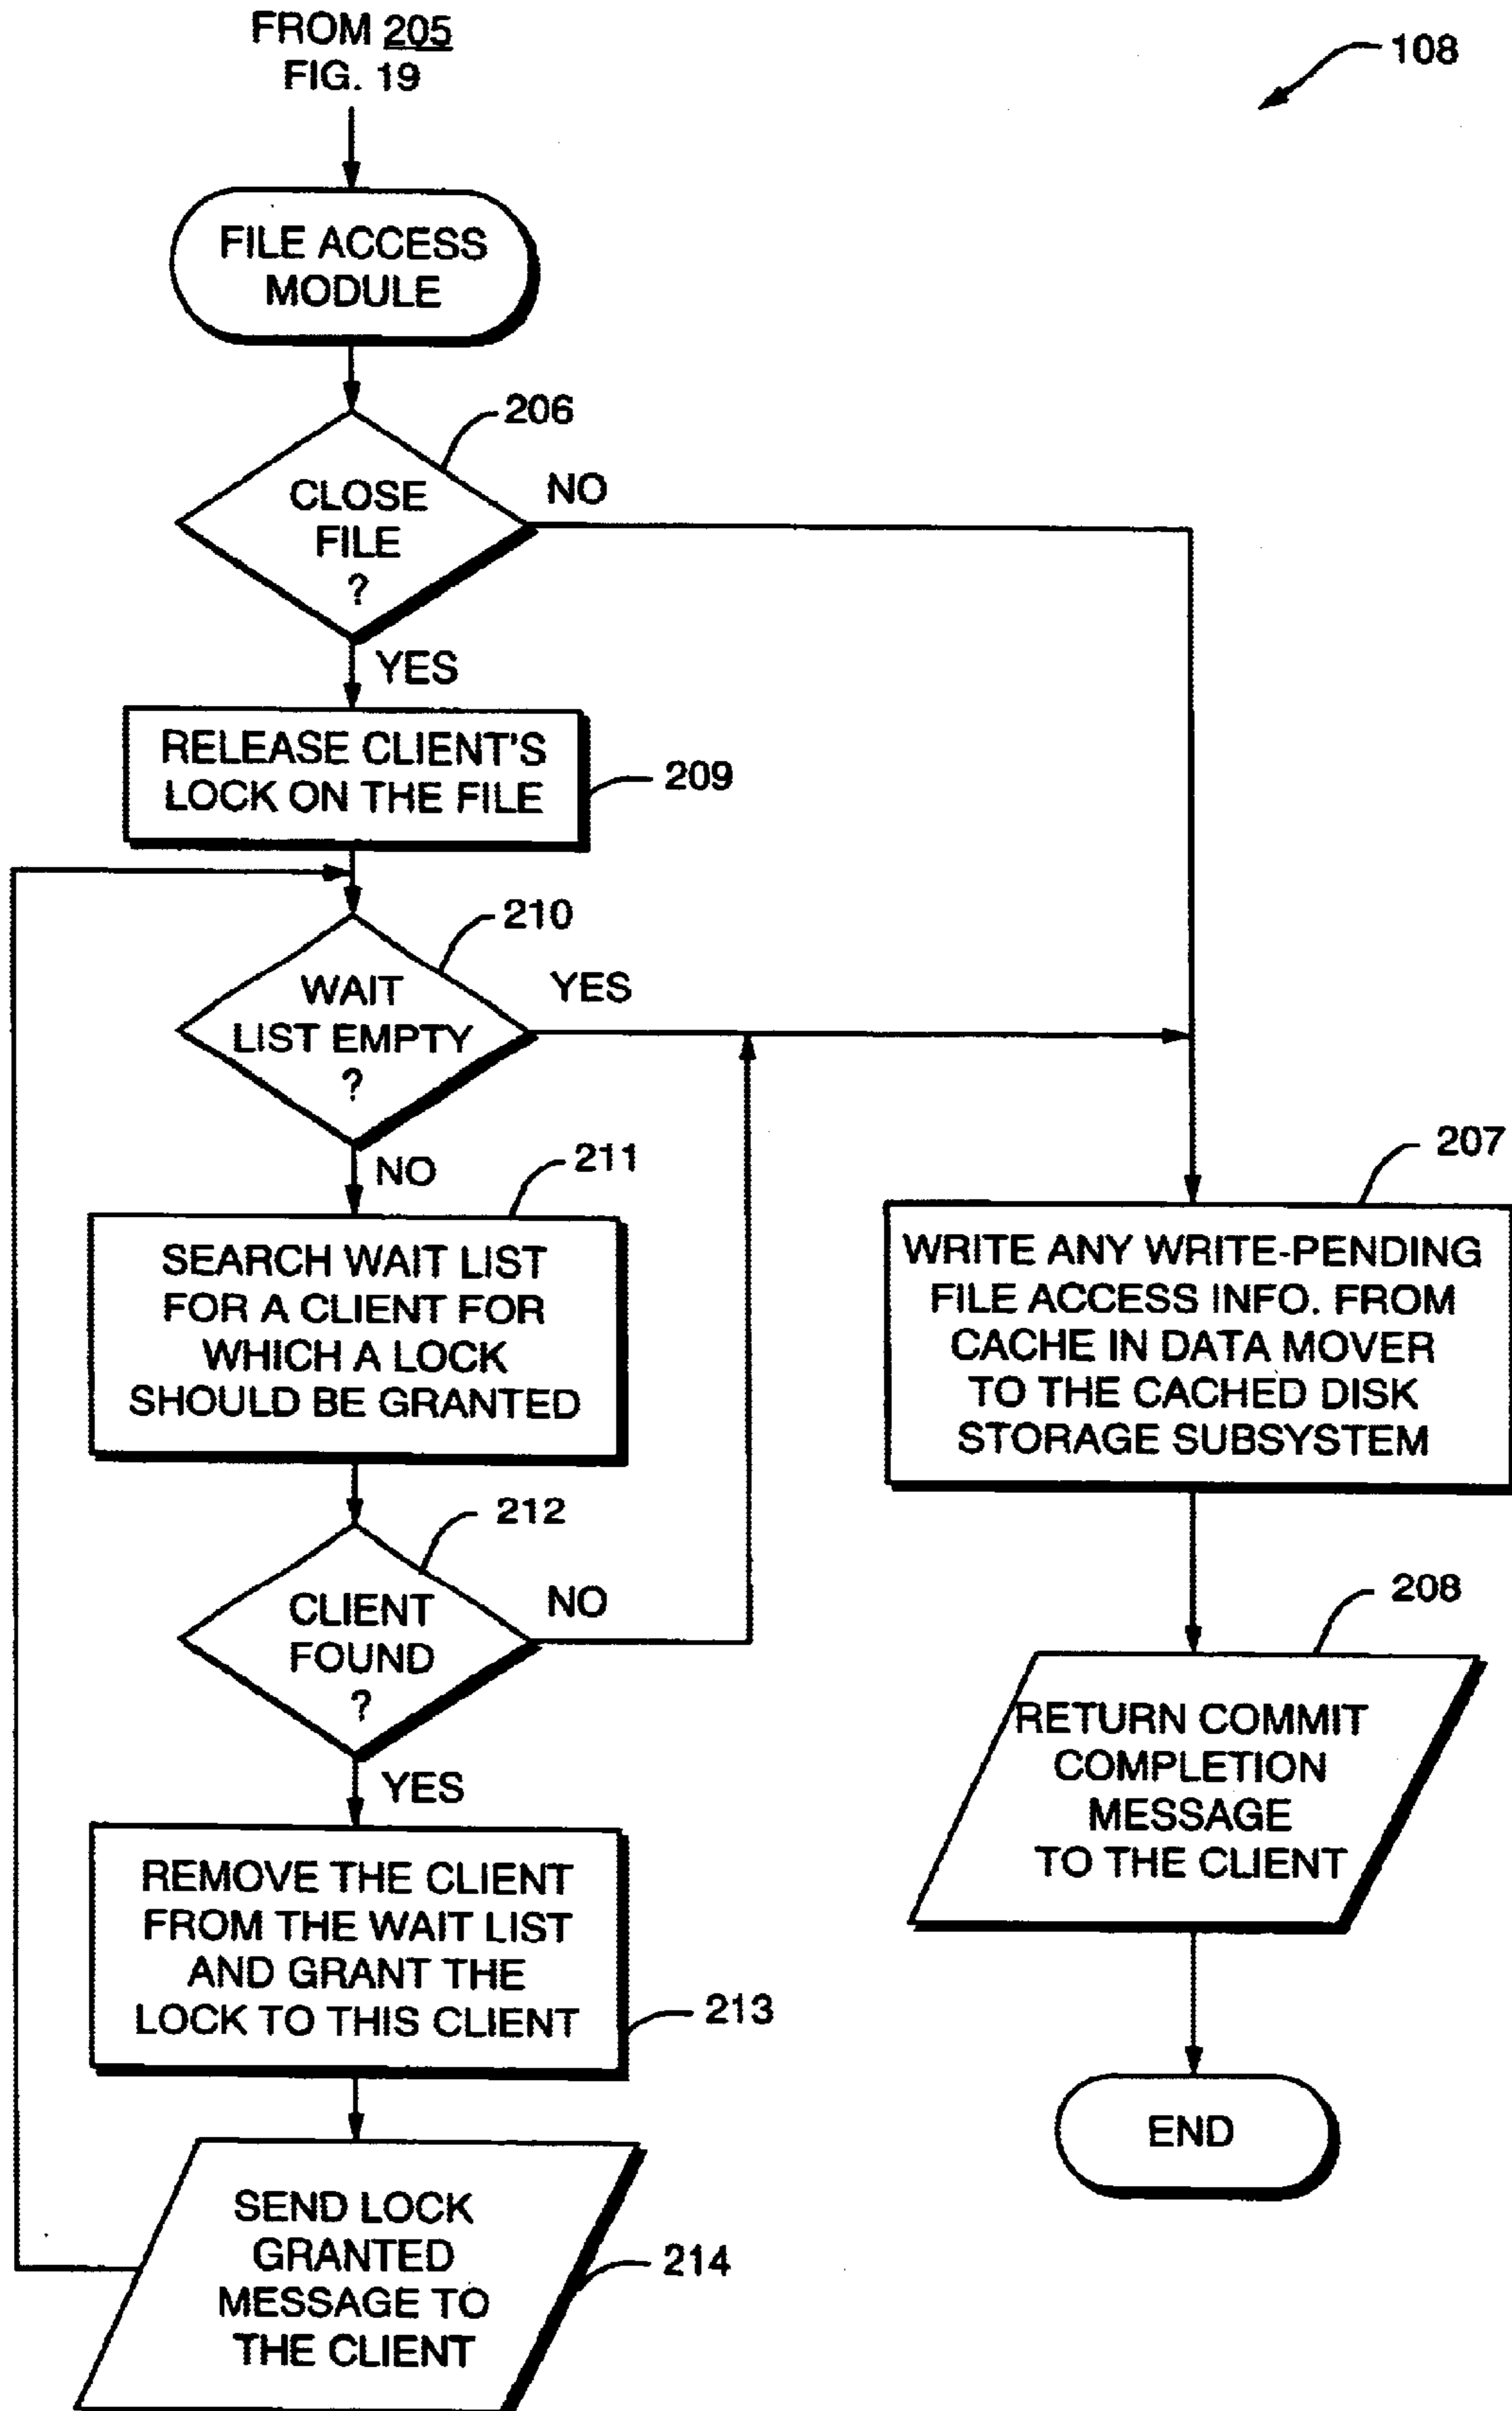 FROM 205
FIG. 19
108
FILE ACCESS
MODULE
206
CLOSE
FILE
?
NO
YES
RELEASE CLIENT'S
LOCK ON THE FILE
209
210
WAIT
LIST EMPTY
?
YES
NO
211
SEARCH WAIT LIST
FOR A CLIENT FOR
WHICH A LOCK
SHOULD BE GRANTED
212
CLIENT
FOUND
?
NO
YES
REMOVE THE CLIENT
FROM THE WAIT LIST
AND GRANT THE
LOCK TO THIS CLIENT
213
SEND LOCK
GRANTED
MESSAGE TO
THE CLIENT
214
207
WRITE ANY WRITE-PENDING
FILE ACCESS INFO. FROM
CACHE IN DATA MOVER
TO THE CACHED DISK
STORAGE SUBSYSTEM
208
RETURN COMMIT
COMPLETION
MESSAGE
TO THE CLIENT
END